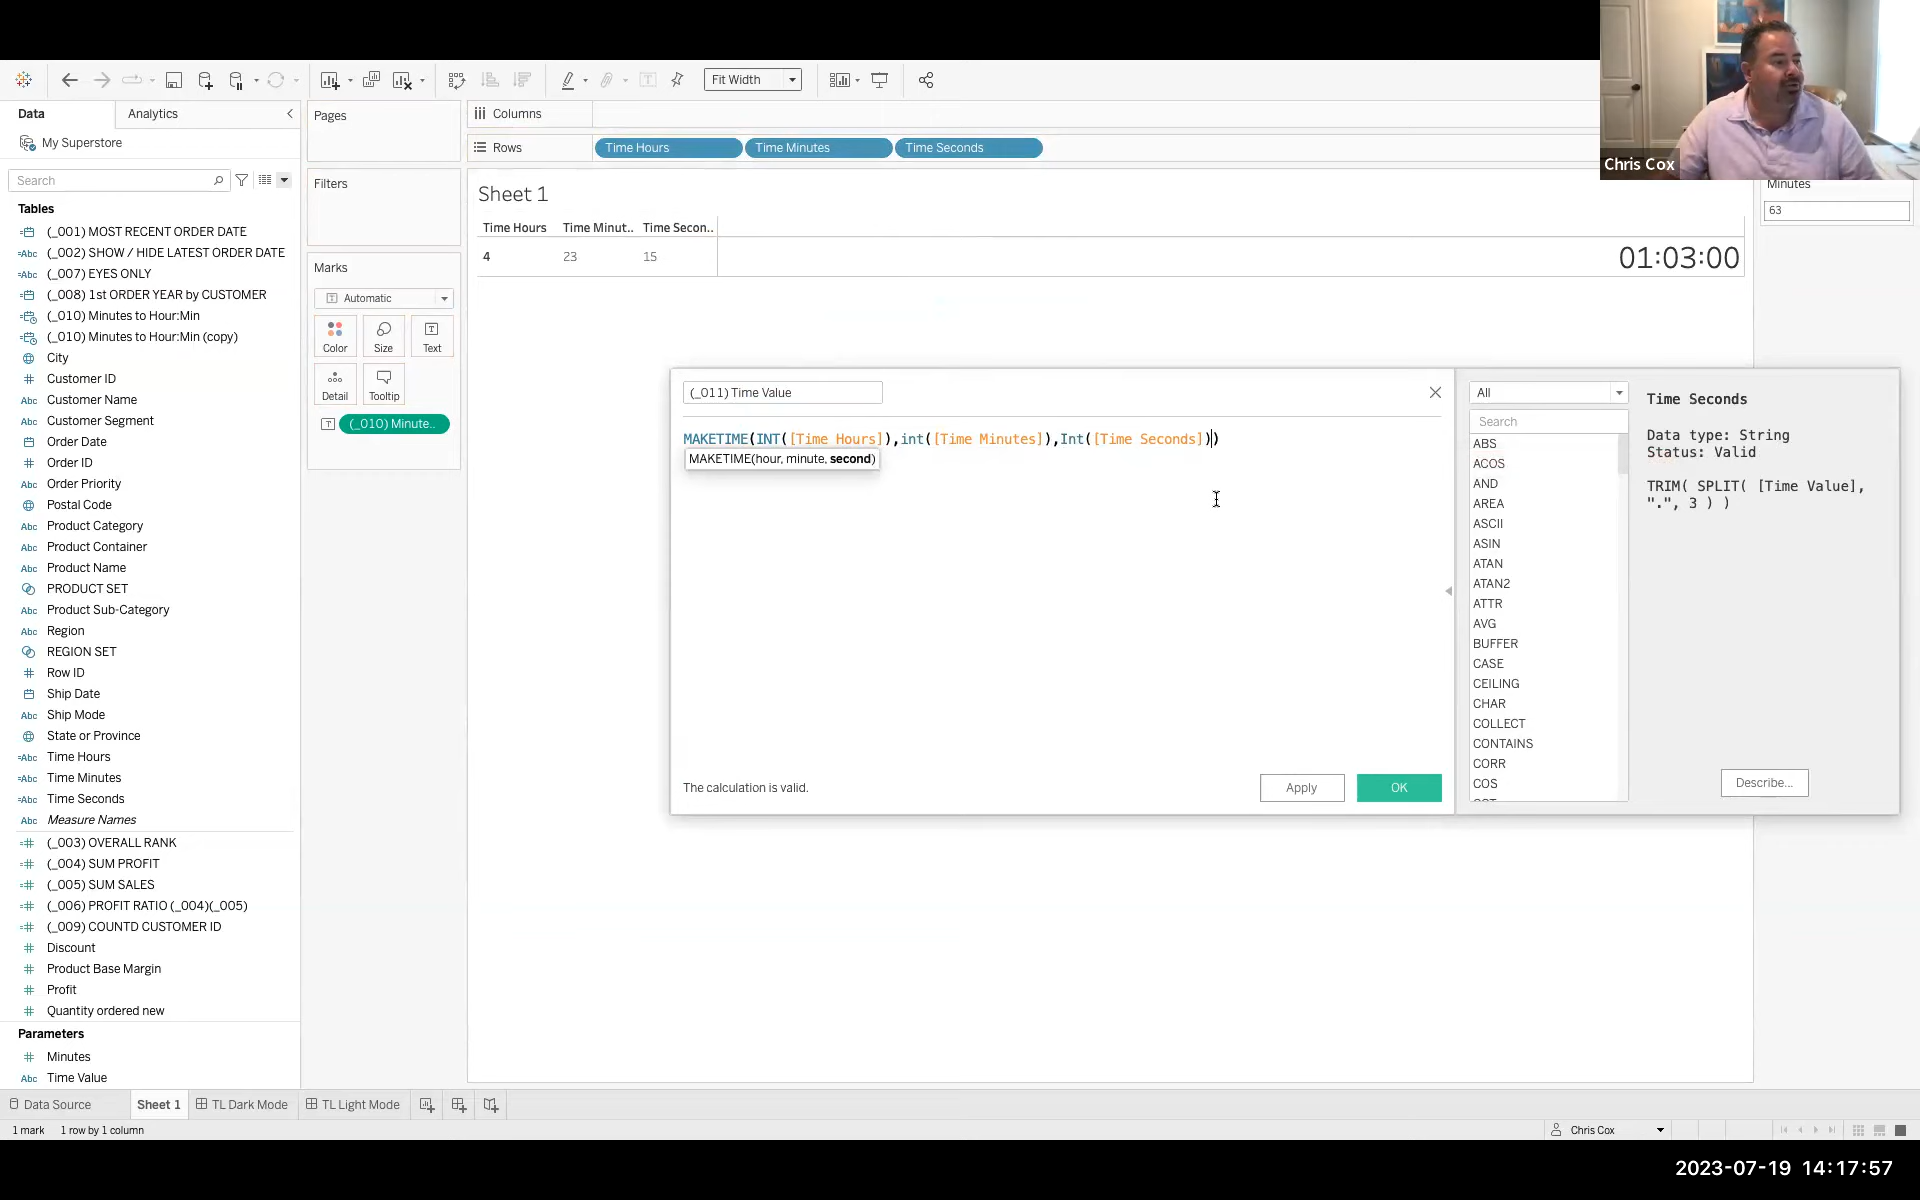 Fit Width
Chris Cox
Data
Analytics
My Superstore
Search
Tables
(_001) MOST RECENT ORDER DATE
(_002) SHOW / HIDE LATEST ORDER DATE
(_007) EYES ONLY
(_008) 1st ORDER YEAR by CUSTOMER
(_010) Minutes to Hour:Min
(_010) Minutes to Hour:Min (copy)
City
Customer ID
Customer Name
Customer Segment
Order Date
Order ID
Order Priority
Postal Code
Product Category
Product Container
Product Name
PRODUCT SET
Product Sub-Category
Region
REGION SET
Row ID
Ship Date
Ship Mode
State or Province
Time Hours
Time Minutes
Time Seconds
Measure Names
(_003) OVERALL RANK
(_004) SUM PROFIT
(_005) SUM SALES
(_006) PROFIT RATIO (_004)(_005)
(_009) COUNTD CUSTOMER ID
Discount
Product Base Margin
Profit
Quantity ordered new
Parameters
Minutes
Time Value
Pages
Filters
Marks
Automatic
Color Size Text
Detail Tooltip
(_010) Minute..
Columns
Rows Time Hours Time Minutes Time Seconds
Sheet 1
Time Hours Time Minut.. Time Secon..
4 23 15 01:03:00
Minutes
63
(_011) Time Value
MAKETIME(INT([Time Hours]),int([Time Minutes]),Int([Time Seconds]))
MAKETIME(hour, minute, second)
The calculation is valid.
Apply OK
All
Search
ABS
ACOS
AND
AREA
ASCII
ASIN
ATAN
ATAN2
ATTR
AVG
BUFFER
CASE
CEILING
CHAR
COLLECT
CONTAINS
CORR
COS
Time Seconds
Data type: String
Status: Valid
TRIM( SPLIT( [Time Value],
".", 3 ) )
Describe...
Data Source Sheet 1 TL Dark Mode TL Light Mode
1 mark 1 row by 1 column Chris Cox
2023-07-19 14:17:57